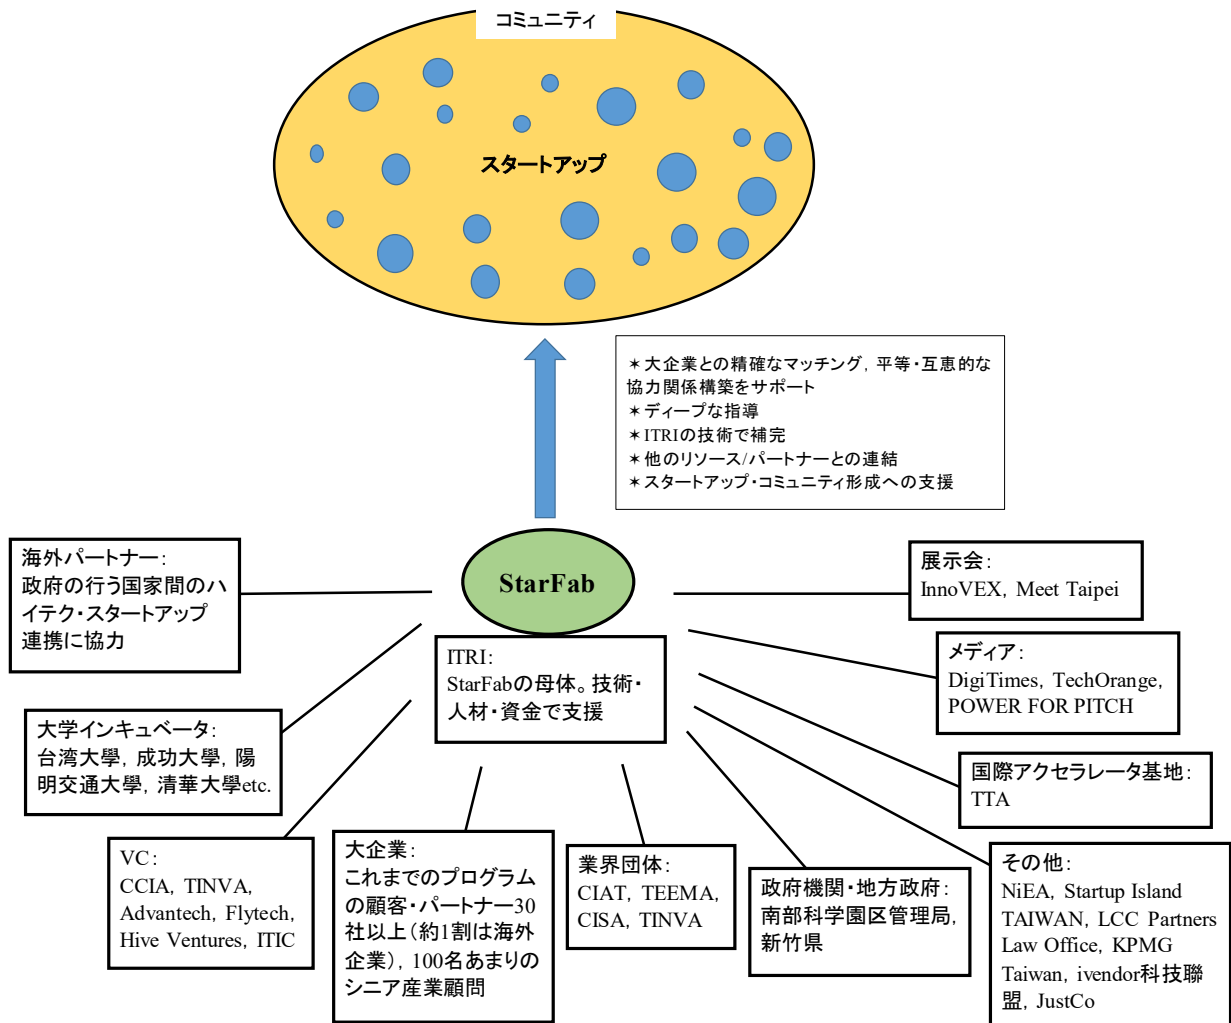 コミュニティ
スタートアップ
＊大企業との精確なマッチング，平等・互恵的な
協力関係構築をサポート
＊ディープな指導
＊ITRIの技術で補完
＊他のリソース/パートナーとの連結
＊スタートアップ・コミュニティ形成への支援
StarFab
ITRI：
StarFabの母体。技術・
人材・資金で支援
海外パートナー：
政府の行う国家間のハ
イテク・スタートアップ
連携に協力
大学インキュベータ：
台湾大學，成功大學，陽
明交通大學，清華大學etc.
VC：
CCIA，TINVA，
Advantech，Flytech，
Hive Ventures，ITIC
大企業：
これまでのプログラム
の顧客・パートナー30
社以上（約1割は海外
企業），100名あまりの
シニア産業顧問
業界団体：
CIAT，TEEMA，
CISA，TINVA
政府機関・地方政府：
南部科学園区管理局，
新竹県
展示会：
InnoVEX，Meet Taipei
メディア：
DigiTimes，TechOrange，
POWER FOR PITCH
国際アクセラレータ基地：
TTA
その他：
NiEA，Startup Island
TAIWAN，LCC Partners
Law Office，KPMG
Taiwan，ivendor科技聯
盟，JustCo